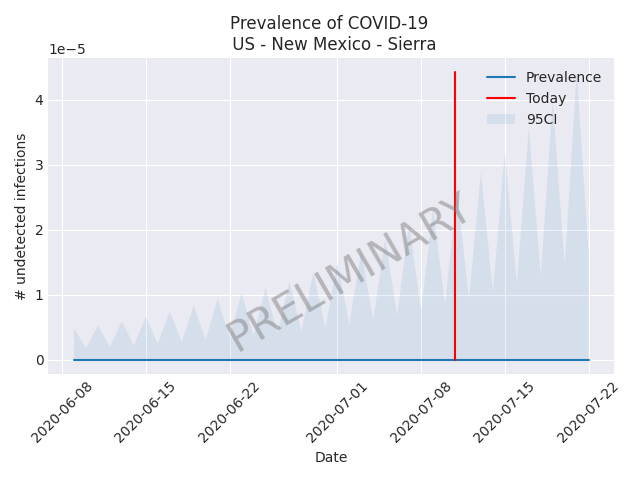 Prevalence of COVID-19
US - New Mexico - Sierra
1e−5
Prevalence
Today
95CI
4
3
2
1
0
# undetected infections
PRELIMINARY
2020-06-08
2020-06-15
2020-06-22
2020-07-01
2020-07-08
2020-07-15
2020-07-22
Date